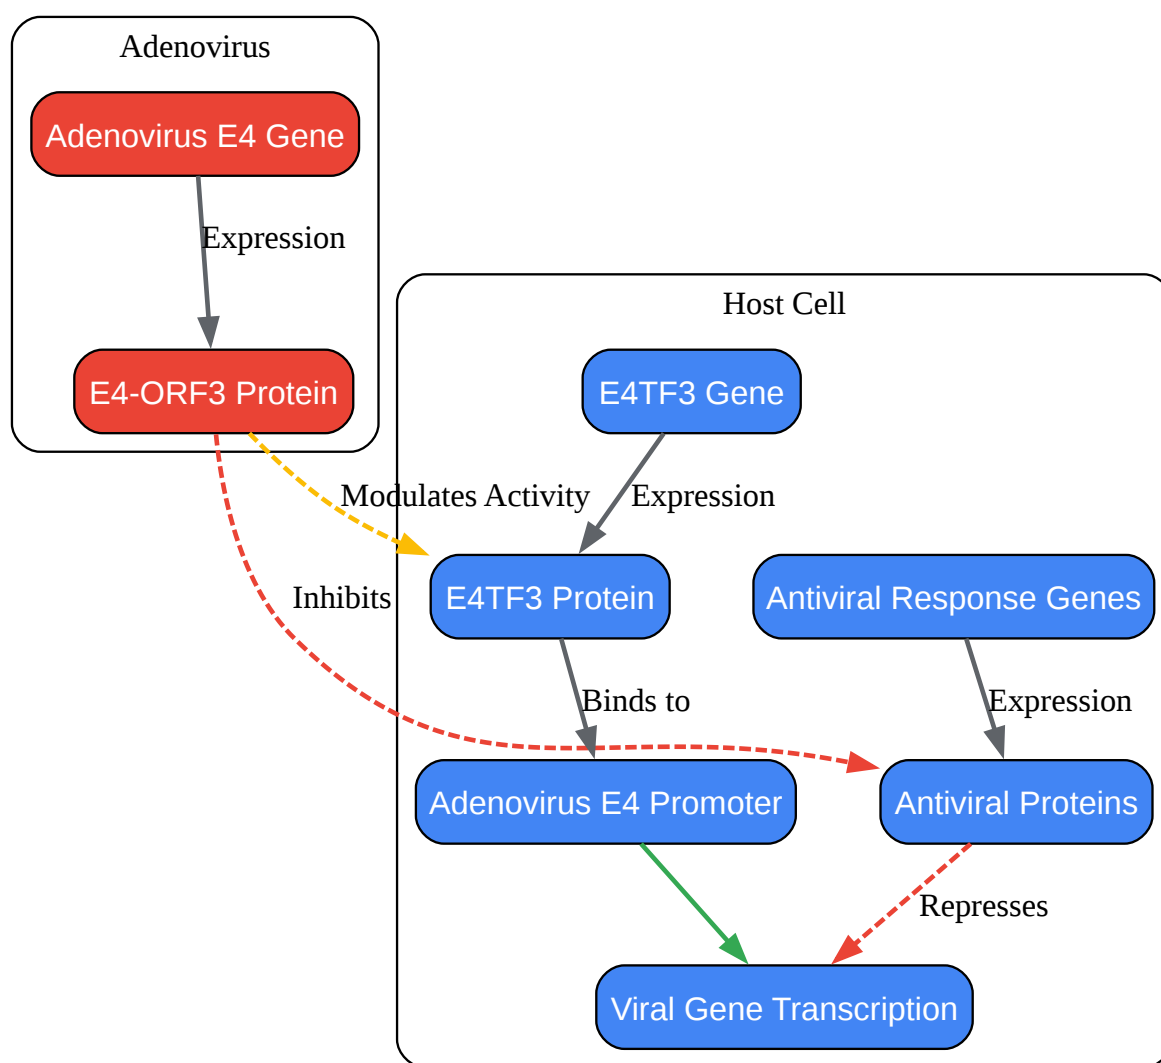 Adenovirus
Adenovirus E4 Gene
Expression
Host Cell
E4-ORF3 Protein
E4TF3 Gene
Modulates Activity
Expression
Inhibits
E4TF3 Protein
Antiviral Response Genes
Binds to
Expression
Adenovirus E4 Promoter
Antiviral Proteins
Represses
Viral Gene Transcription